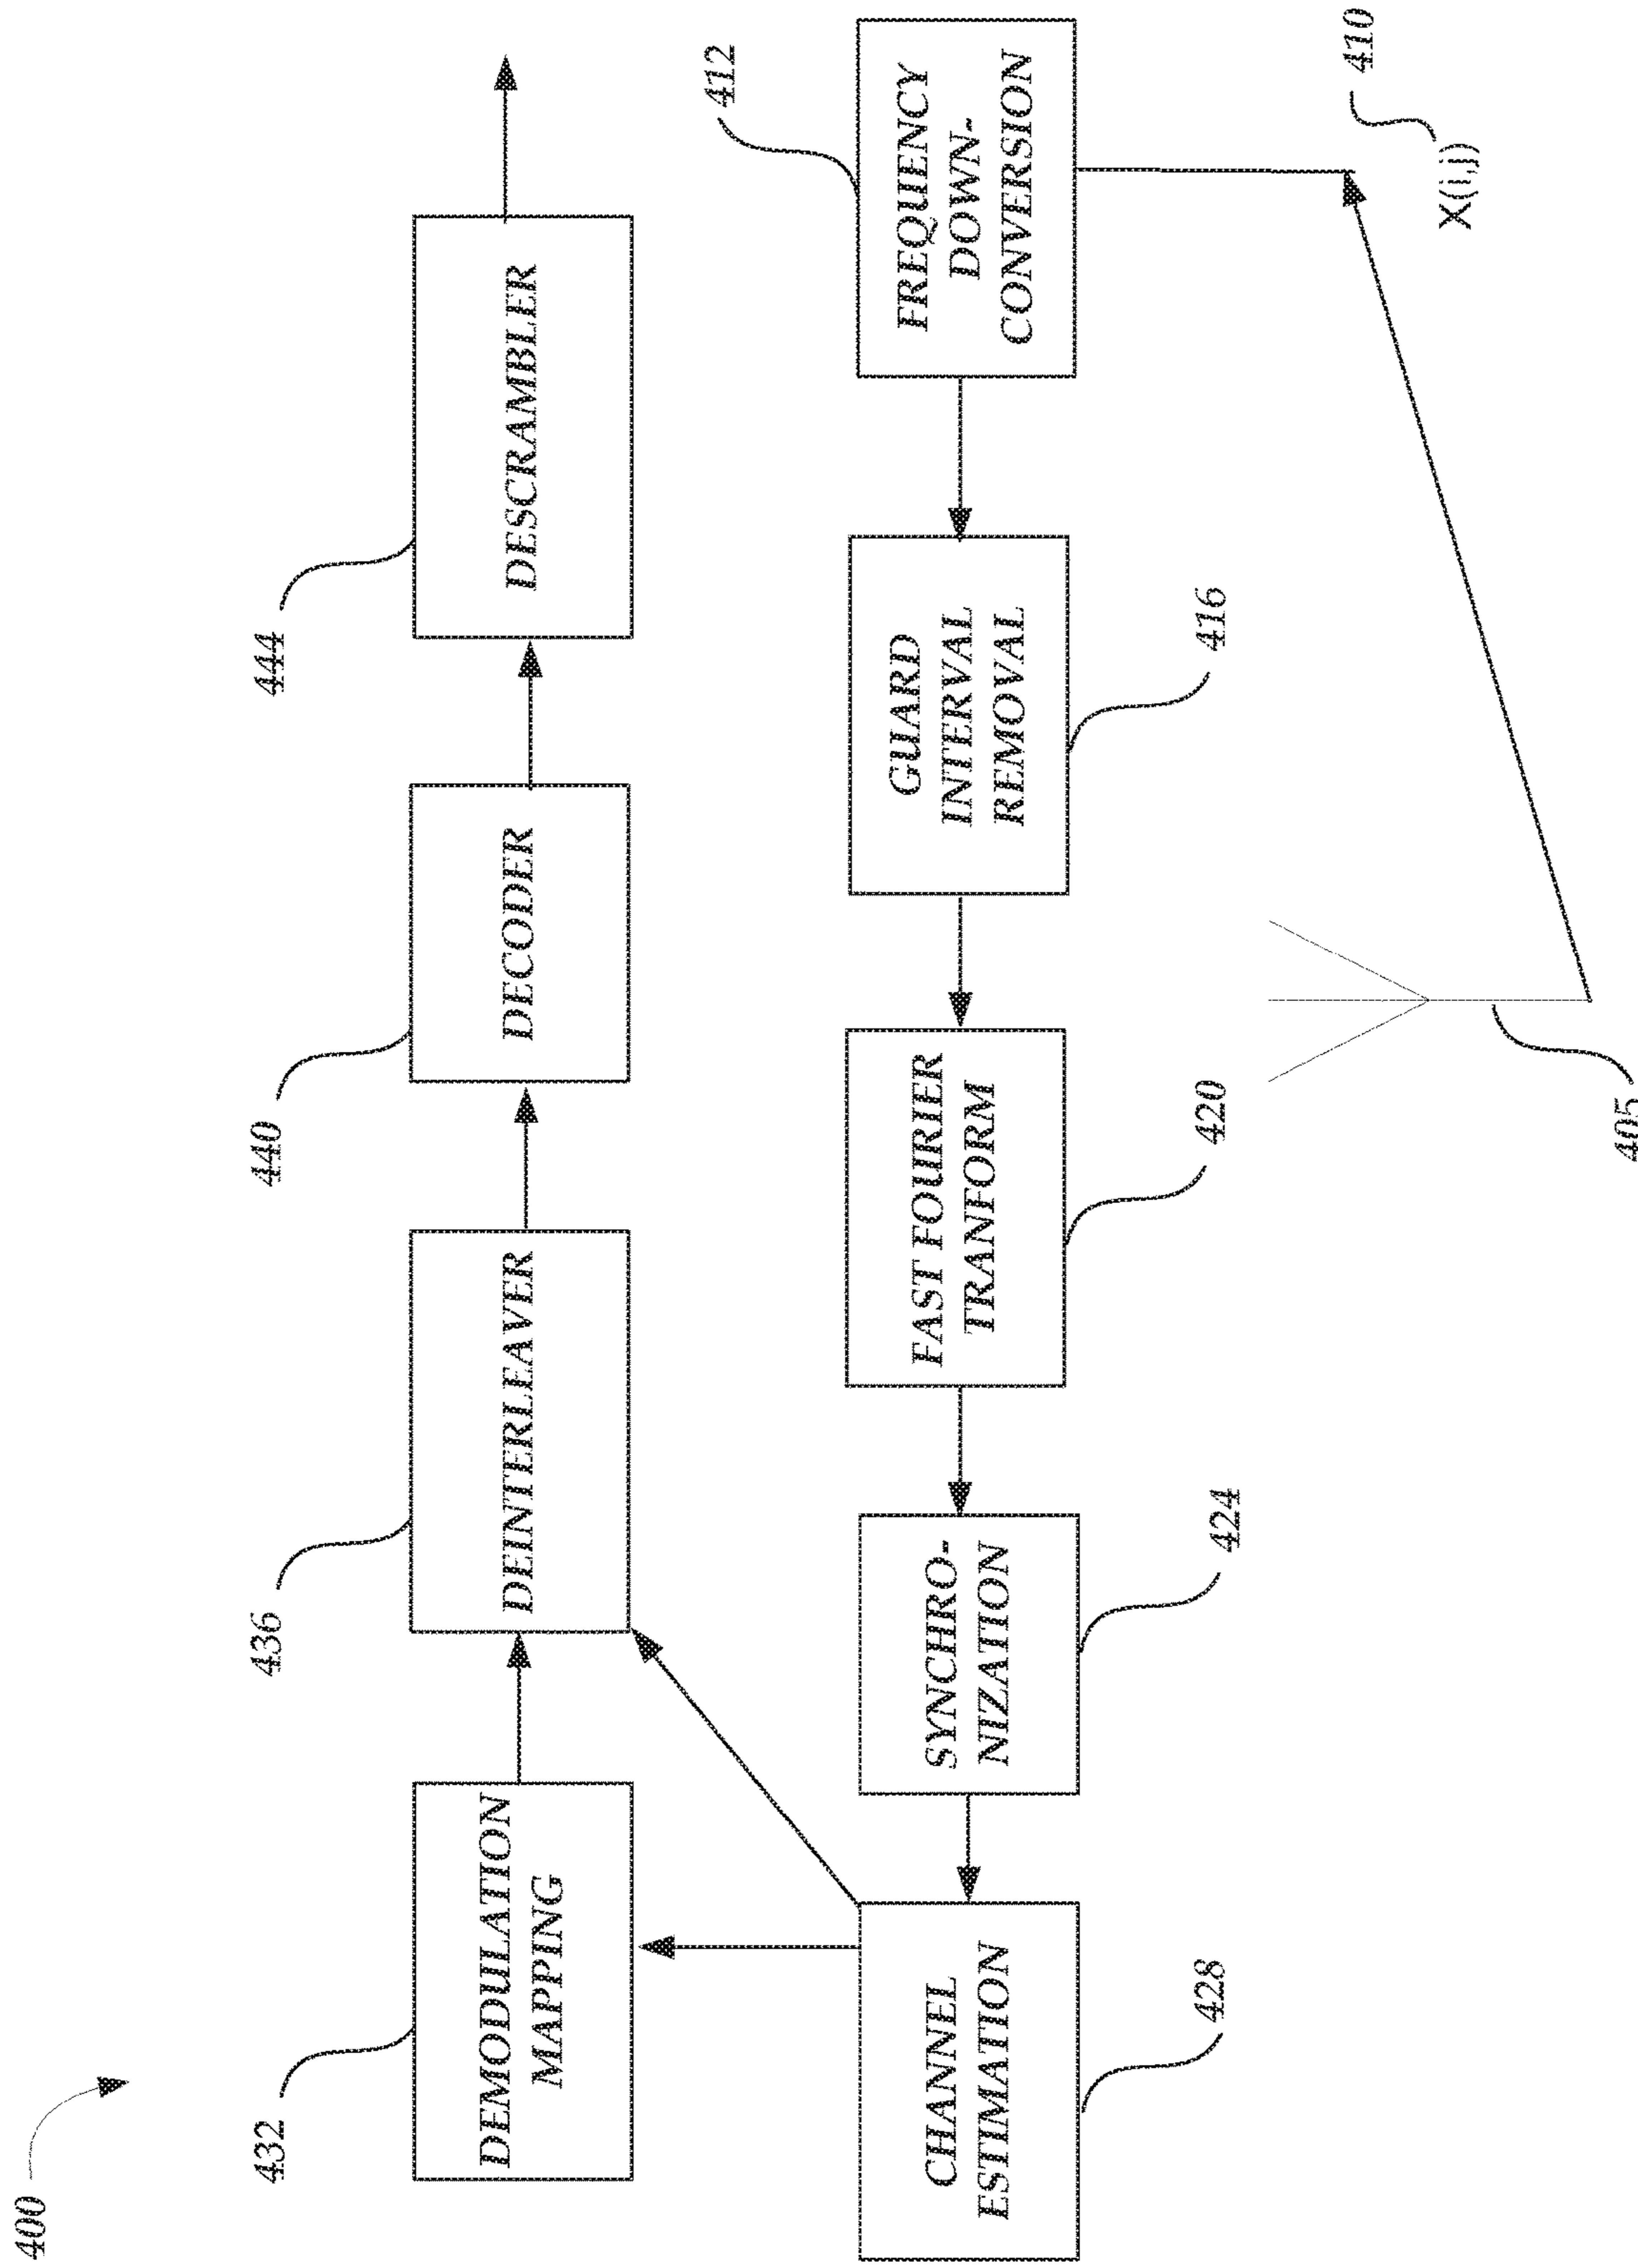 400
432
436
440
444
DEMODULATION
MAPPING
DEINTERLEAVER
DECODER
DESCRAMBLER
412
CHANNEL
ESTIMATION
SYNCHRO-
NIZATION
FAST FOURIER
TRANFORM
GUARD
INTERVAL
REMOVAL
FREQUENCY
DOWN-
CONVERSION
428
424
420
416
410
X(i,j)
405